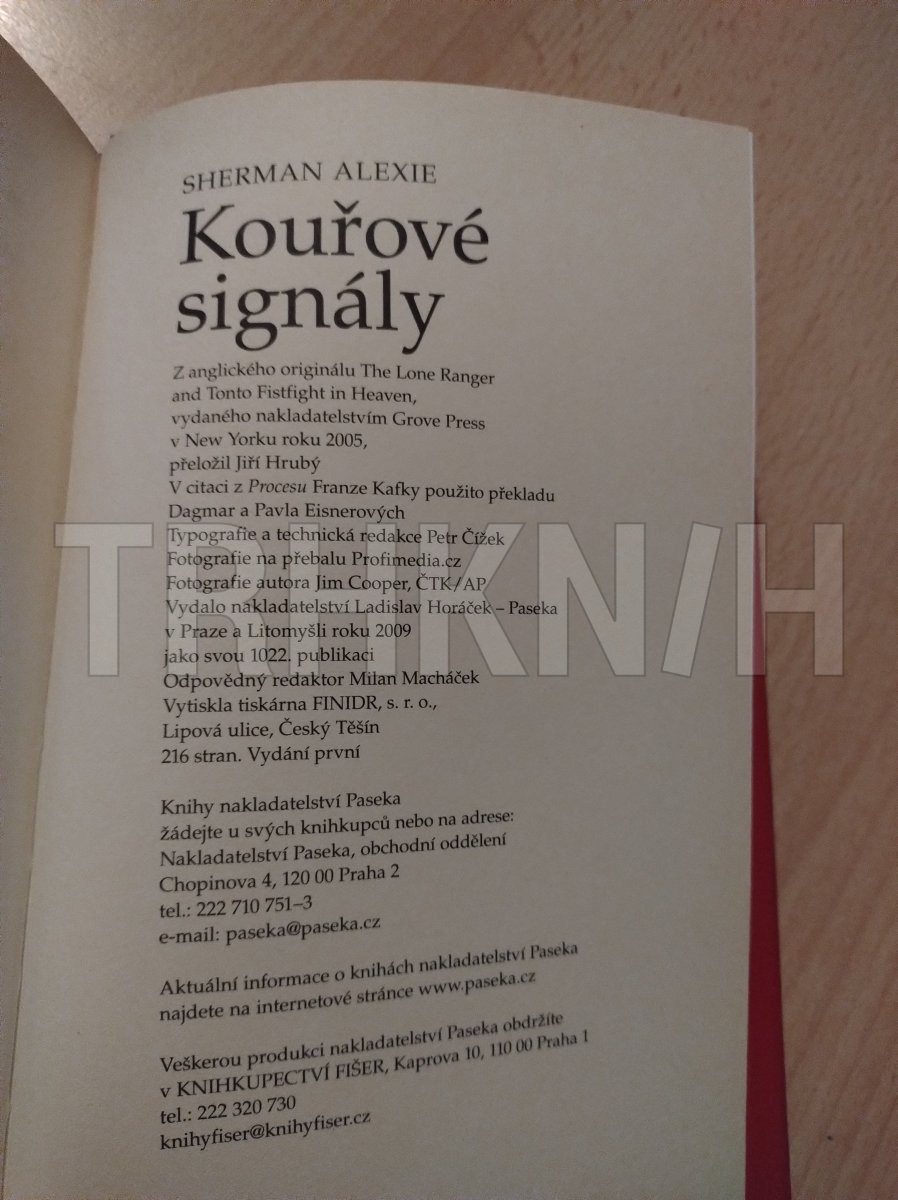 SHERMAN ALEXIE
Kouřové
signály
Z anglického originálu The Lone Ranger
and Tonto Fistfight in Heaven,
vydaného nakladatelstvím Grove Press
v New Yorku roku 2005,
přeložil Jiří Hrubý
V citaci z Procesu Franze Kafky použito překladu
Dagmar a Pavla Eisnerových
Typografie a technická redakce Petr Čížek
Fotografie na přebalu Profimedia.cz
Fotografie autora Jim Cooper, ČTK/AP
Vydalo nakladatelství Ladislav Horáček – Paseka
v Praze a Litomyšli roku 2009
jako svou 1022. publikaci
Odpovědný redaktor Milan Macháček
Vytiskla tiskárna FINIDR, s. r. o.,
Lipová ulice, Český Těšín
216 stran. Vydání první
Knihy nakladatelství Paseka
žádejte u svých knihkupců nebo na adrese:
Nakladatelství Paseka, obchodní oddělení
Chopinova 4, 120 00 Praha 2
tel.: 222 710 751–3
e-mail: paseka@paseka.cz
Aktuální informace o knihách nakladatelství Paseka
najdete na internetové stránce www.paseka.cz
Veškerou produkci nakladatelství Paseka obdržíte
v KNIHKUPECTVÍ FIŠER, Kaprova 10, 110 00 Praha 1
tel.: 222 320 730
knihyfiser@knihyfiser.cz
TRHKNIH